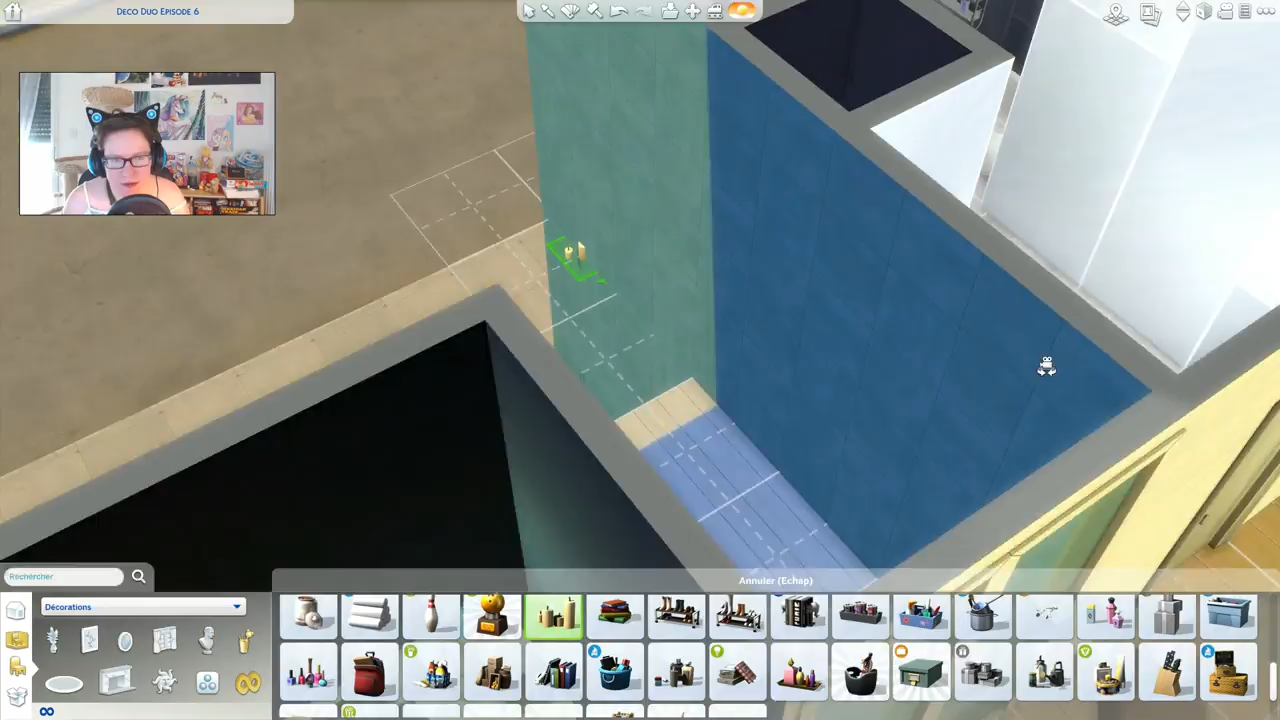 DECO DUO EPISODE 6
Annuler (Echap)
Rechercher
Décorations